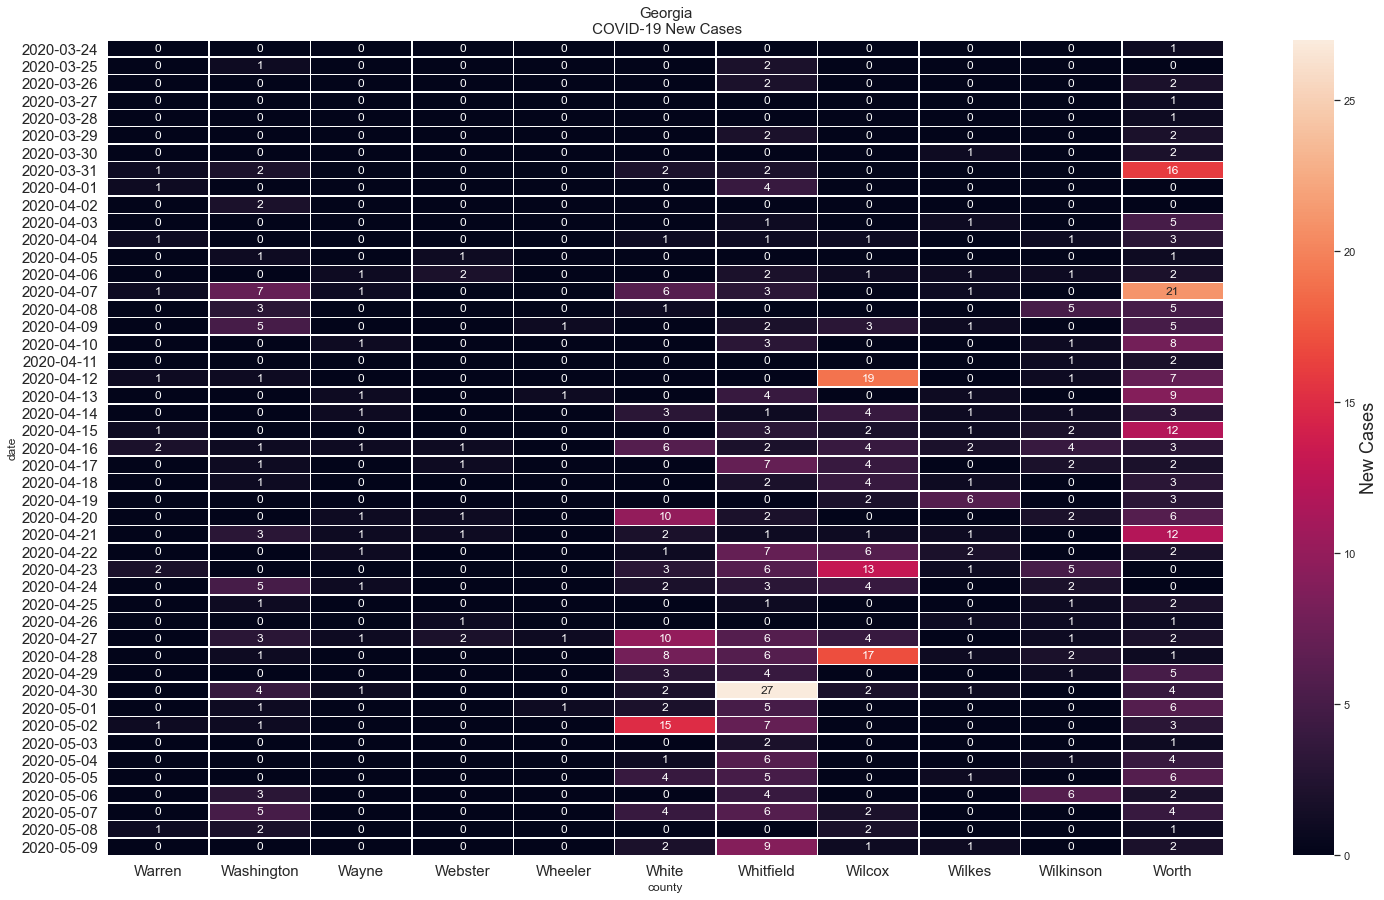 Georgia
COVID-19 New Cases
2020-03-24 0 0 0 0 0 0 0 0 0 0 1
2020-03-25 0 1 0 0 0 0 2 0 0 0 0
2020-03-26 0 0 0 0 0 0 2 0 0 0 2
2020-03-27 0 0 0 0 0 0 0 0 0 0 1
2020-03-28 0 0 0 0 0 0 0 0 0 0 1
2020-03-29 0 0 0 0 0 0 2 0 0 0 2
2020-03-30 0 0 0 0 0 0 0 0 1 0 2
2020-03-31 1 2 0 0 0 2 2 0 0 0 16
2020-04-01 1 0 0 0 0 0 4 0 0 0 0
2020-04-02 0 2 0 0 0 0 0 0 0 0 0
2020-04-03 0 0 0 0 0 0 1 0 1 0 5
2020-04-04 1 0 0 0 0 1 1 1 0 1 3
2020-04-05 0 1 0 1 0 0 0 0 0 0 1
2020-04-06 0 0 1 2 0 0 2 1 1 1 2
2020-04-07 1 7 1 0 0 6 3 0 1 0 21
2020-04-08 0 3 0 0 0 1 0 0 0 5 5
2020-04-09 0 5 0 0 1 0 2 3 1 0 5
2020-04-10 0 0 1 0 0 0 3 0 0 1 8
2020-04-11 0 0 0 0 0 0 0 0 0 1 2
2020-04-12 1 1 0 0 0 0 0 19 0 1 7
2020-04-13 0 0 1 0 1 0 4 0 1 0 9
2020-04-14 0 0 1 0 0 3 1 4 1 1 3
2020-04-15 1 0 0 0 0 0 3 2 1 2 12
2020-04-16 2 1 1 1 0 6 2 4 2 4 3
2020-04-17 0 1 0 1 0 0 7 4 0 2 2
2020-04-18 0 1 0 0 0 0 2 4 1 0 3
2020-04-19 0 0 0 0 0 0 0 2 6 0 3
2020-04-20 0 0 1 1 0 10 2 0 0 2 6
2020-04-21 0 3 1 1 0 2 1 1 1 0 12
2020-04-22 0 0 1 0 0 1 7 6 2 0 2
2020-04-23 2 0 0 0 0 3 6 13 1 5 0
2020-04-24 0 5 1 0 0 2 3 4 0 2 0
2020-04-25 0 1 0 0 0 0 1 0 0 1 2
2020-04-26 0 0 0 1 0 0 0 0 1 1 1
2020-04-27 0 3 1 2 1 10 6 4 0 1 2
2020-04-28 0 1 0 0 0 8 6 17 1 2 1
2020-04-29 0 0 0 0 0 3 4 0 0 1 5
2020-04-30 0 4 1 0 0 2 27 2 1 0 4
2020-05-01 0 1 0 0 1 2 5 0 0 0 6
2020-05-02 1 1 0 0 0 15 7 0 0 0 3
2020-05-03 0 0 0 0 0 0 2 0 0 0 1
2020-05-04 0 0 0 0 0 1 6 0 0 1 4
2020-05-05 0 0 0 0 0 4 5 0 1 0 6
2020-05-06 0 3 0 0 0 0 4 0 0 6 2
2020-05-07 0 5 0 0 0 4 6 2 0 0 4
2020-05-08 1 2 0 0 0 0 0 2 0 0 1
2020-05-09 0 0 0 0 0 2 9 1 1 0 2
Warren Washington Wayne Webster Wheeler White Whitfield Wilcox Wilkes Wilkinson Worth
county
date
25
20
15
10
5
0
New Cases